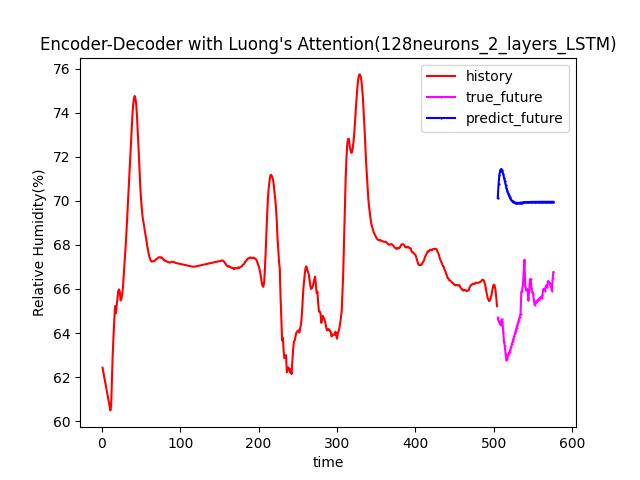 Encoder-Decoder with Luong's Attention(128neurons_2_layers_LSTM)
history
true_future
predict_future
Relative Humidity(%)
76
74
72
70
68
66
64
62
60
0 100 200 300 400 500 600
time